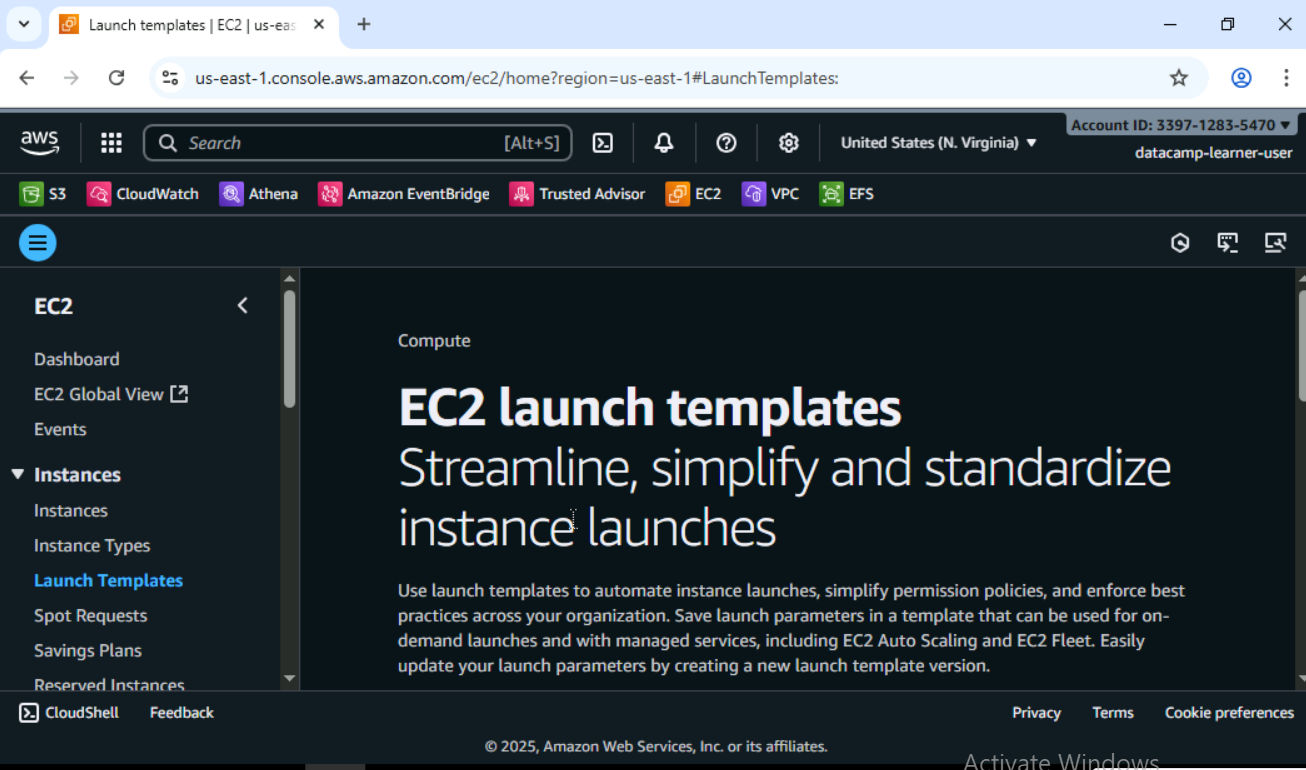 Launch templates | EC2 | us-eas
us-east-1.console.aws.amazon.com/ec2/home?region=us-east-1#LaunchTemplates:
aws
Search [Alt+S]
United States (N. Virginia) ▼
Account ID: 3397-1283-5470 ▼
datacamp-learner-user
S3 CloudWatch Athena Amazon EventBridge Trusted Advisor EC2 VPC EFS
EC2
Dashboard
EC2 Global View
Events
Instances
Instances
Instance Types
Launch Templates
Spot Requests
Savings Plans
Reserved Instances
Compute
EC2 launch templates
Streamline, simplify and standardize
instance launches
Use launch templates to automate instance launches, simplify permission policies, and enforce best
practices across your organization. Save launch parameters in a template that can be used for on-
demand launches and with managed services, including EC2 Auto Scaling and EC2 Fleet. Easily
update your launch parameters by creating a new launch template version.
CloudShell Feedback Privacy Terms Cookie preferences
© 2025, Amazon Web Services, Inc. or its affiliates.
Activate Windows